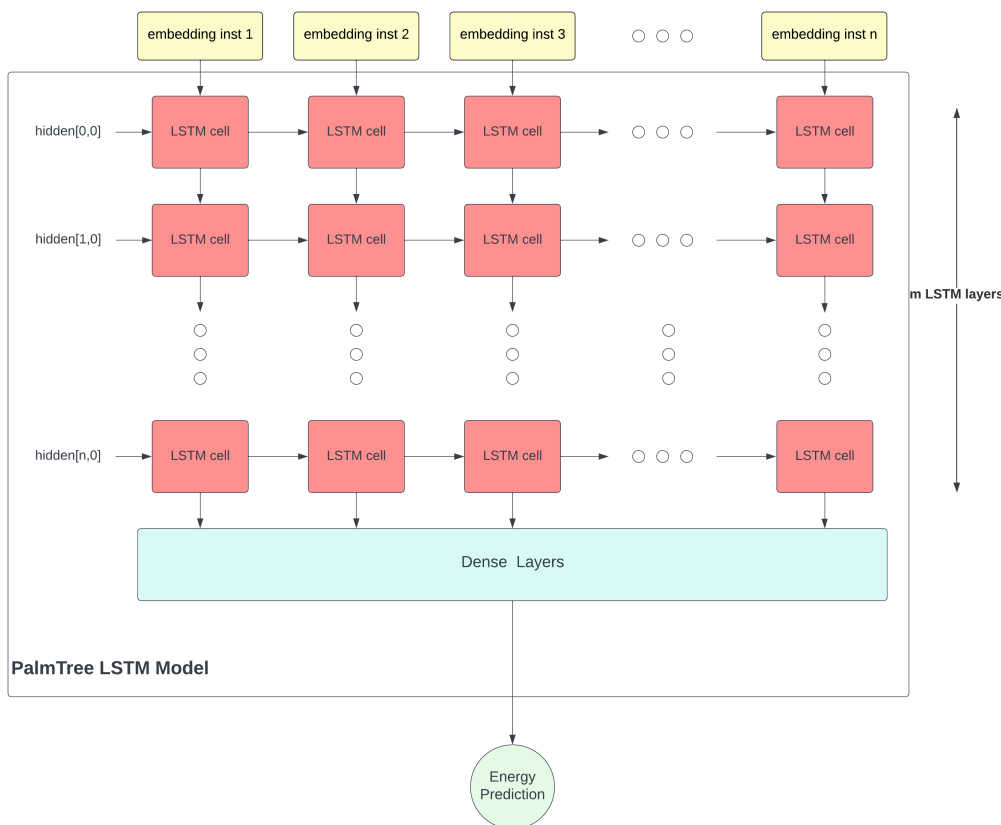 embedding inst 1
embedding inst 2
embedding inst 3
embedding inst n
hidden[0,0]
LSTM cell
LSTM cell
LSTM cell
LSTM cell
hidden[1,0]
LSTM cell
LSTM cell
LSTM cell
LSTM cell
m LSTM layers
hidden[n,0]
LSTM cell
LSTM cell
LSTM cell
LSTM cell
Dense Layers
PalmTree LSTM Model
Energy
Prediction